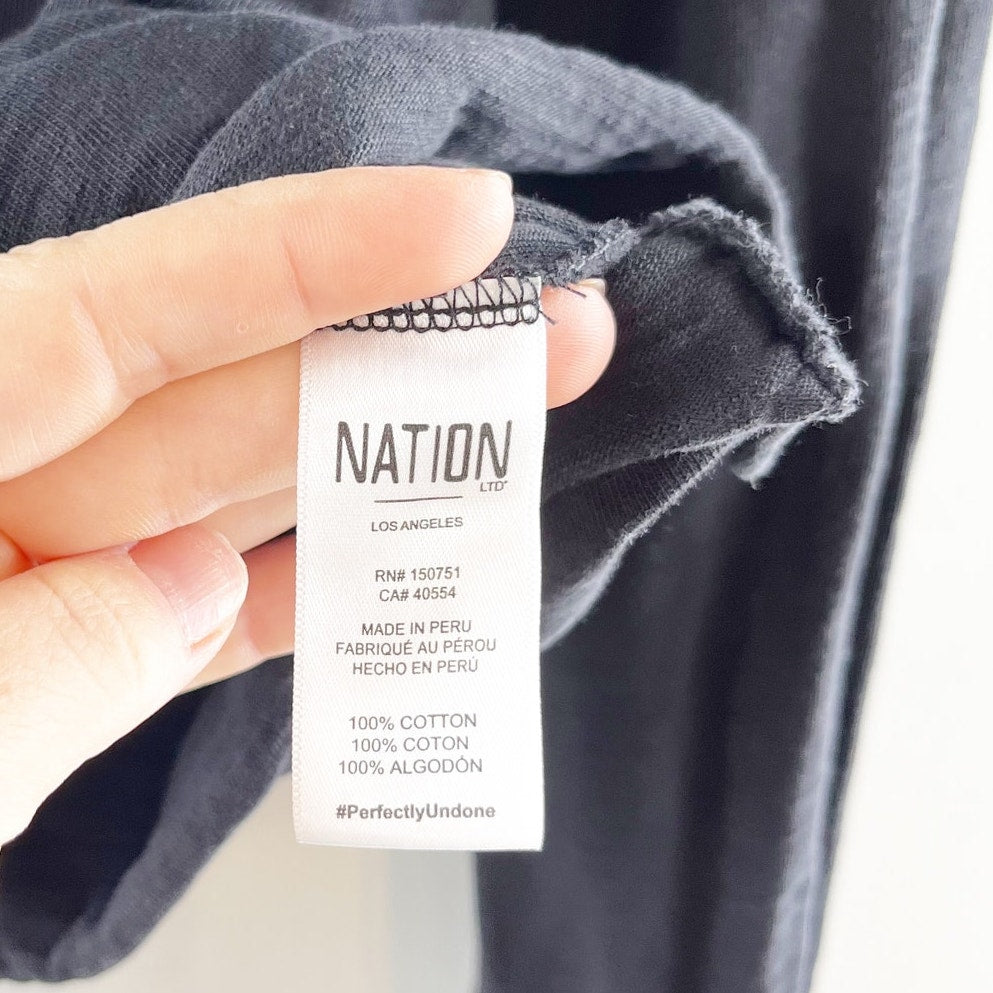 NATION
LTD
LOS ANGELES
RN# 150751
CA# 40554
MADE IN PERU
FABRIQUÉ AU PÉROU
HECHO EN PERÚ
100% COTTON
100% COTON
100% ALGODÓN
#PerfectlyUndone